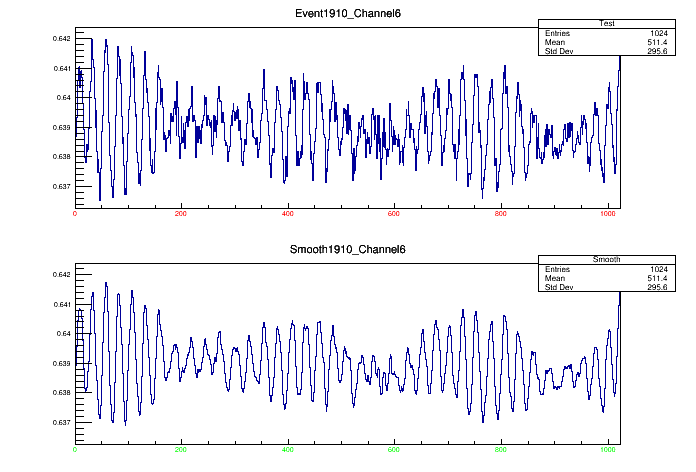 Event1910_Channel6
Test
Entries 1024
Mean 511.4
Std Dev 295.6
0.642
0.641
0.64
0.639
0.638
0.637
0 200 400 600 800 1000
Smooth1910_Channel6
Smooth
Entries 1024
Mean 511.4
Std Dev 295.6
0.642
0.641
0.64
0.639
0.638
0.637
0 200 400 600 800 1000